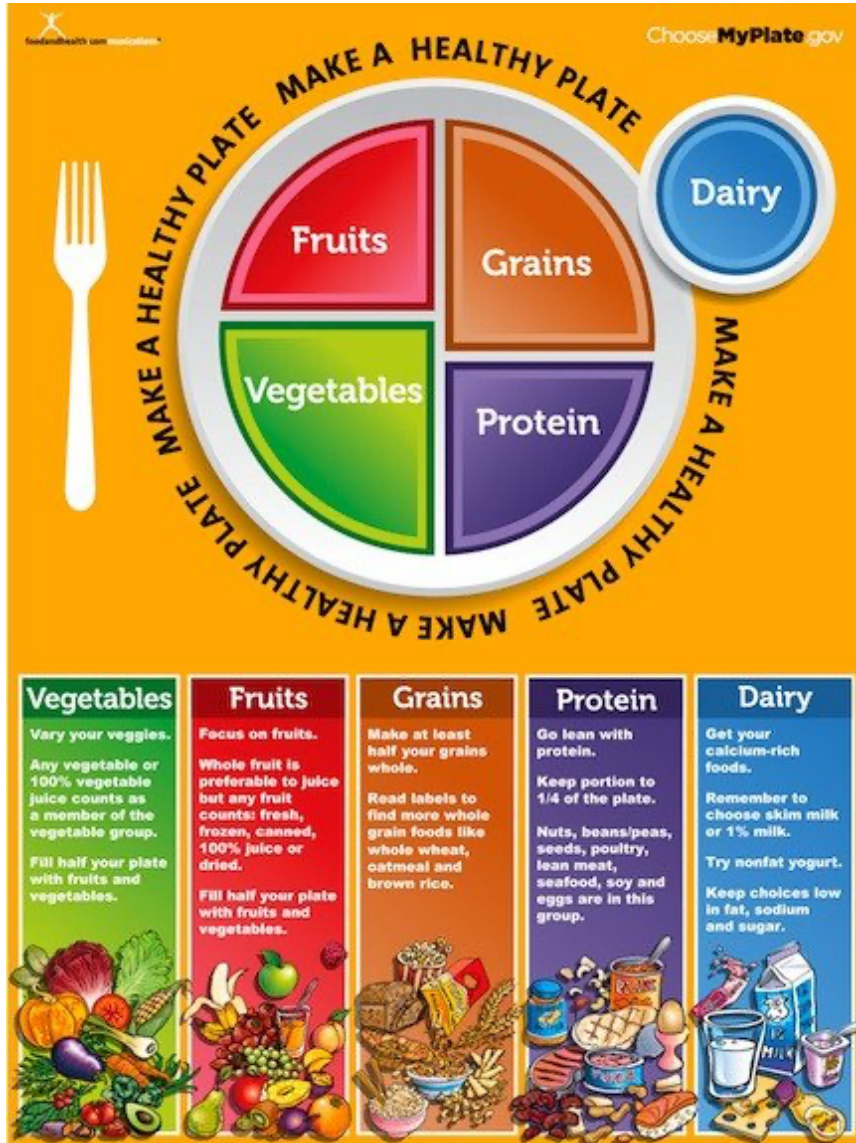 foodandhealth communications
ChooseMyPlate.gov
MAKE A HEALTHY PLATE
MAKE A HEALTHY PLATE
MAKE A HEALTHY PLATE
MAKE A HEALTHY PLATE
MAKE A HEALTHY PLATE
Fruits
Grains
Dairy
Vegetables
Protein
Vegetables
Vary your veggies.
Any vegetable or
100% vegetable
juice counts as
a member of the
vegetable group.
Fill half your plate
with fruits and
vegetables.
Fruits
Focus on fruits.
Whole fruit is
preferable to juice
but any fruit
counts: fresh,
frozen, canned,
100% juice or
dried.
Fill half your plate
with fruits and
vegetables.
Grains
Make at least
half your grains
whole.
Read labels to
find more whole
grain foods like
whole wheat,
oatmeal and
brown rice.
Protein
Go lean with
protein.
Keep portion to
1/4 of the plate.
Nuts, beans/peas,
seeds, poultry,
lean meat,
seafood, soy and
eggs are in this
group.
Dairy
Get your
calcium-rich
foods.
Remember to
choose skim milk
or 1% milk.
Try nonfat yogurt.
Keep choices low
in fat, sodium
and sugar.
MILK